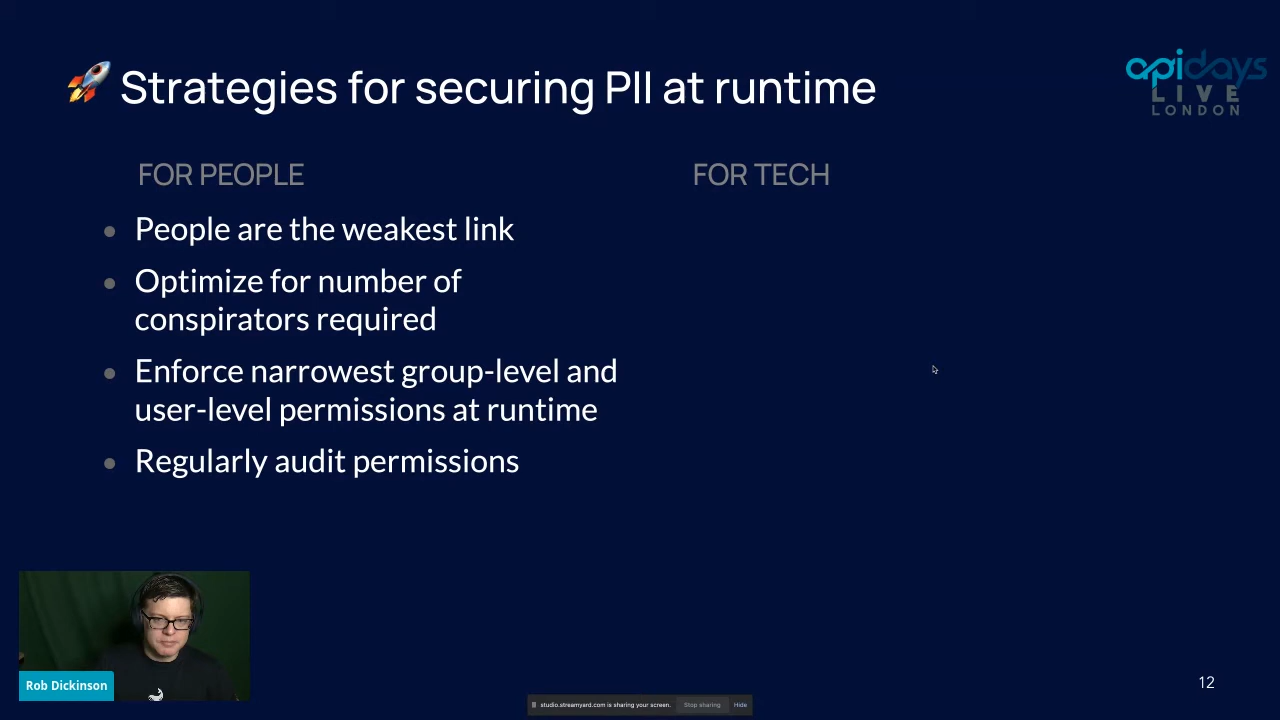 Strategies for securing PII at runtime
apidays
LIVE
LONDON
FOR PEOPLE
People are the weakest link
Optimize for number of
conspirators required
Enforce narrowest group-level and
user-level permissions at runtime
Regularly audit permissions
FOR TECH
Rob Dickinson
studio.streamyard.com is sharing your screen.
Stop sharing
Hide
12